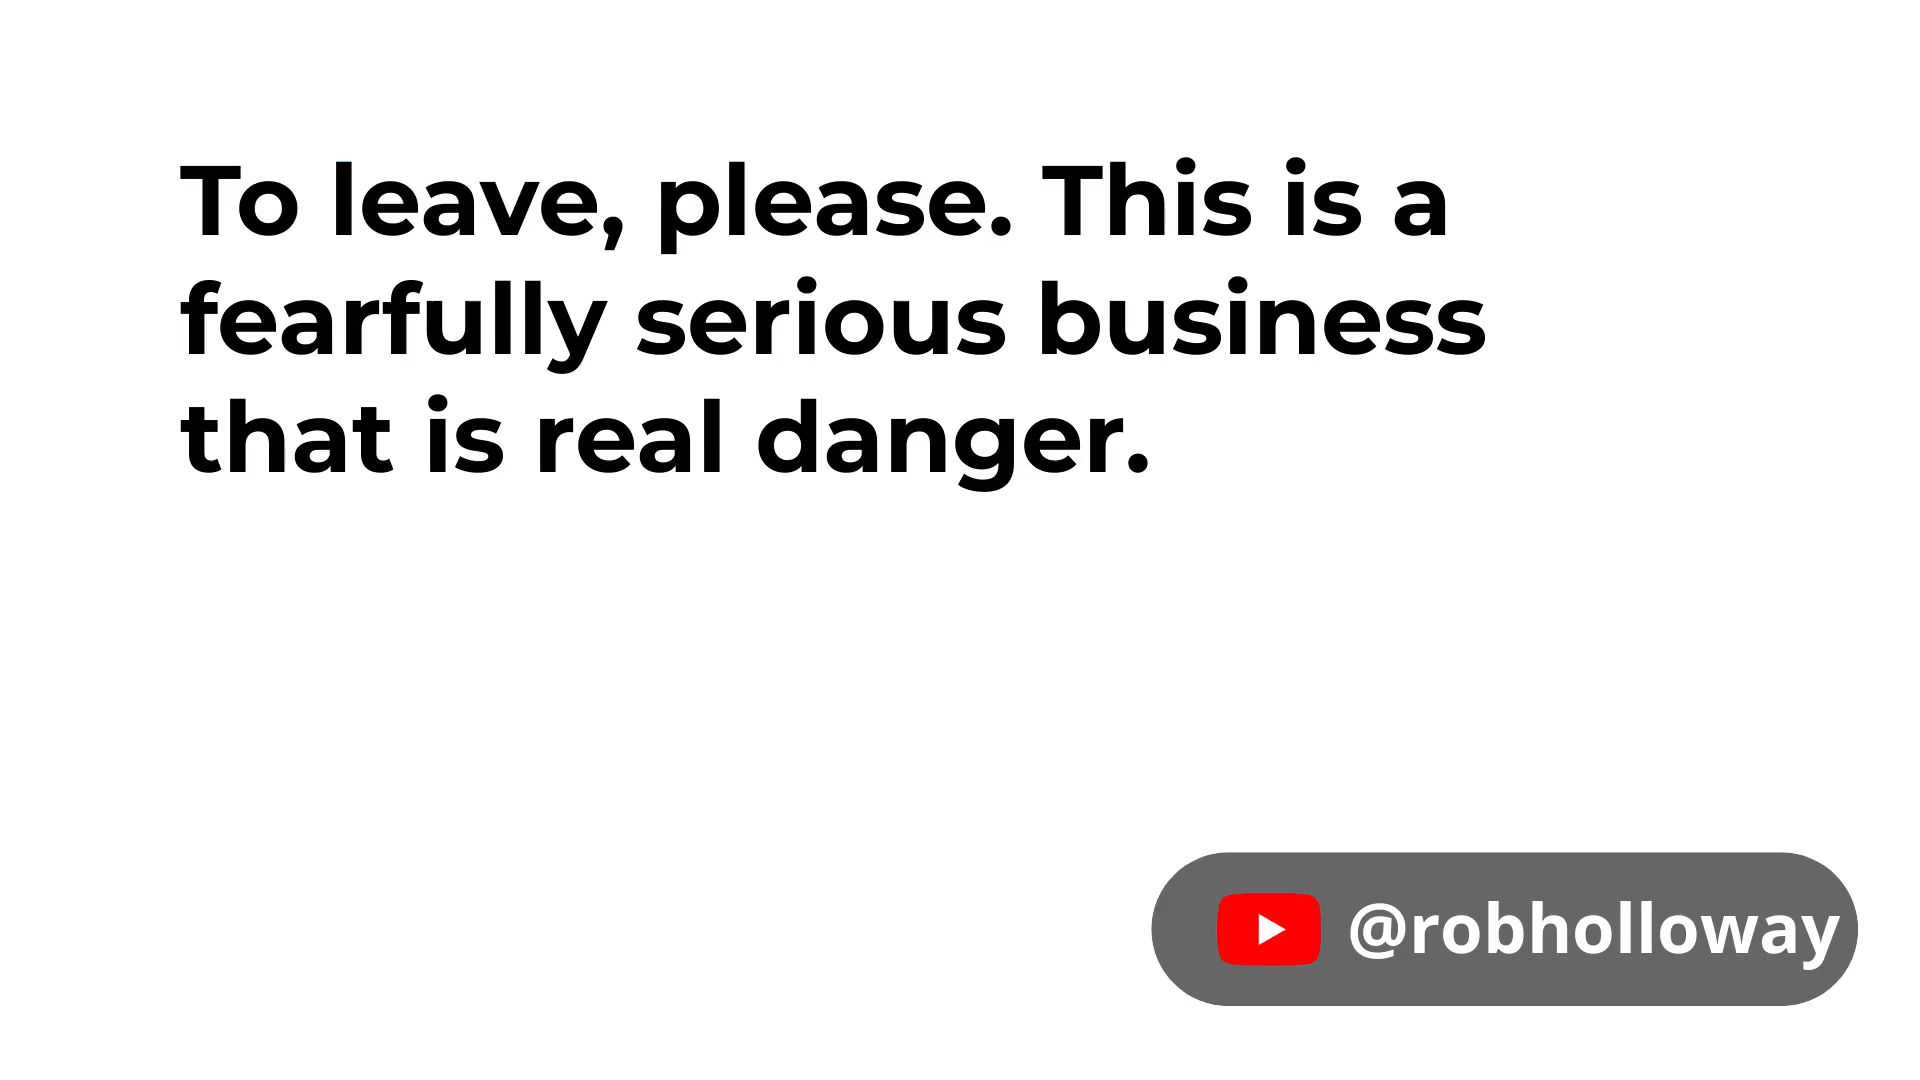 To leave, please. This is a
fearfully serious business
that is real danger.
@robholloway